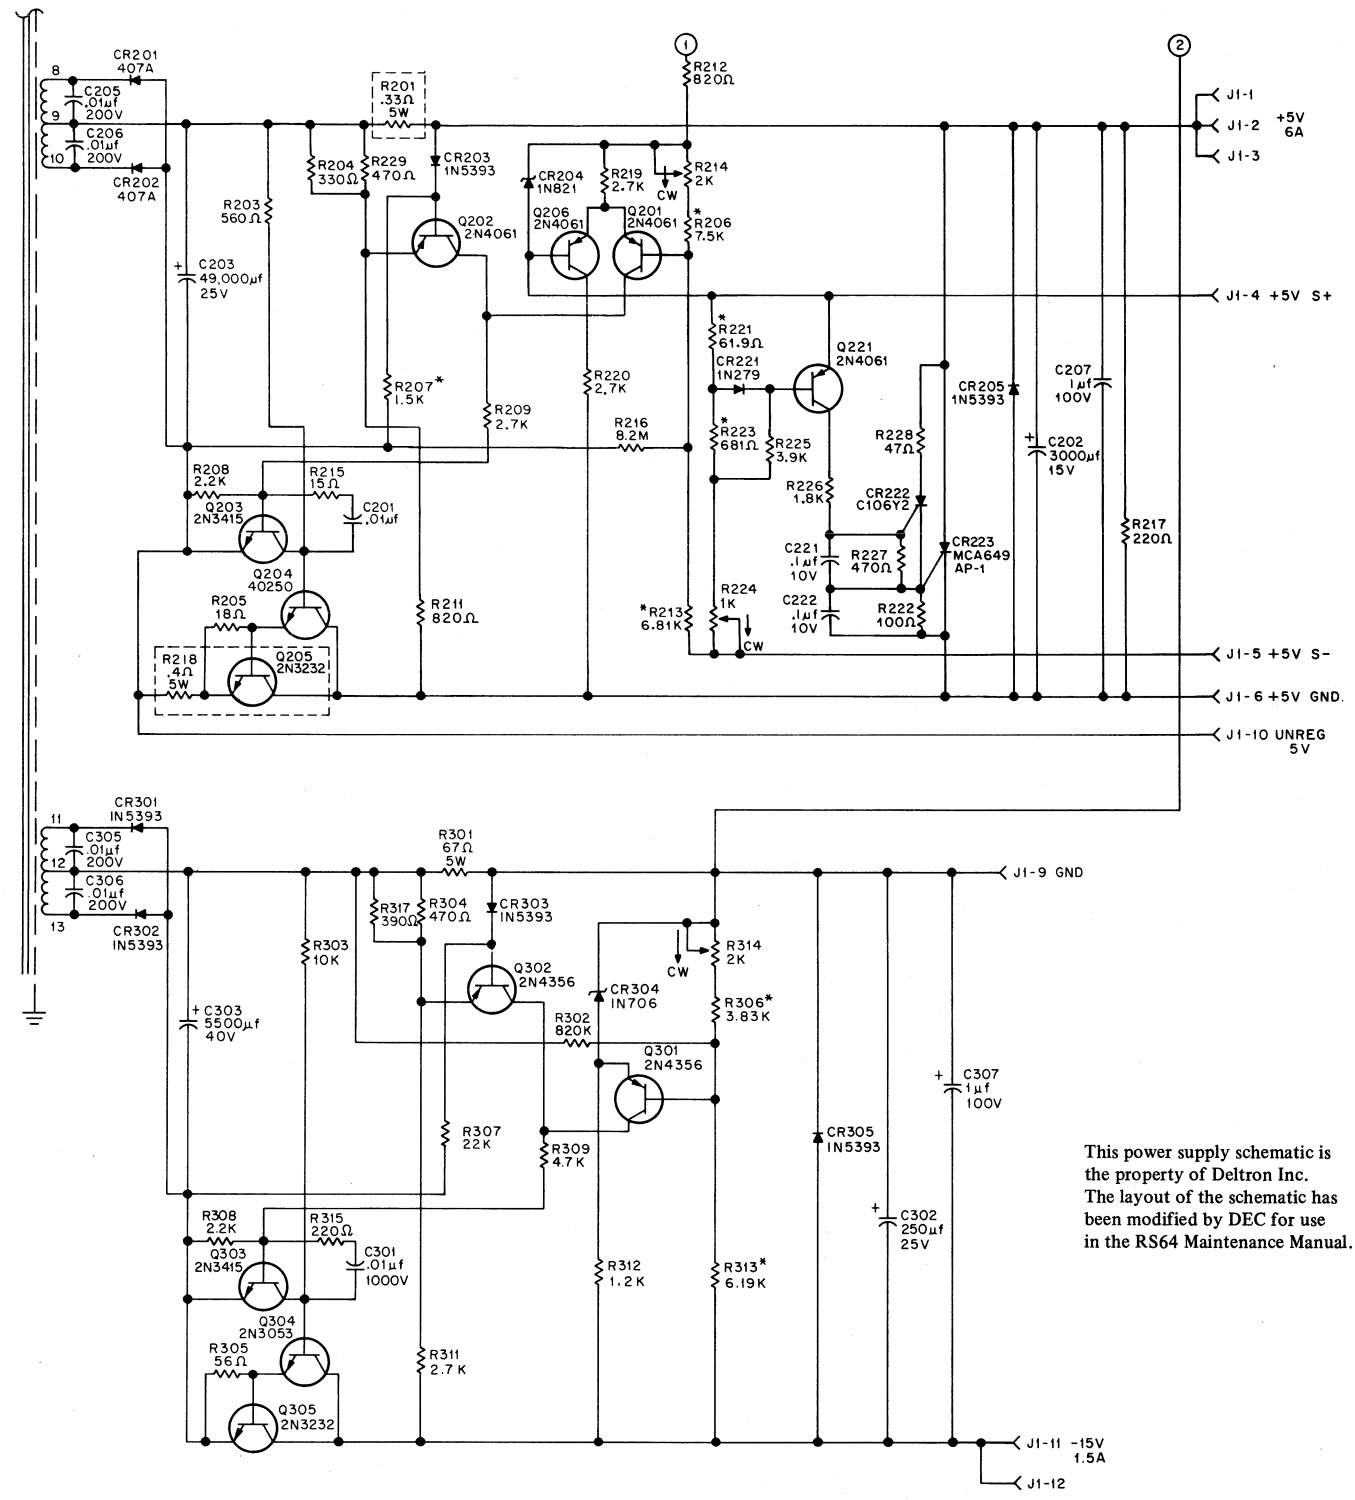 1
2
CR201
407A
8
C205
.01µf
200V
9
C206
.01µf
200V
10
CR202
407A
R201
.33Ω
5W
R212
820Ω
J1-1
J1-2
+5V
6A
J1-3
R204
330Ω
R229
470Ω
CR203
1N5393
CR204
1N821
R219
2.7K
CW
R214
2K
R203
560Ω
Q202
2N4061
Q206
2N4061
Q201
2N4061
*
R206
7.5K
+
C203
49,000µf
25V
J1-4 +5V S+
*
R221
61.9Ω
CR221
1N279
Q221
2N4061
R207*
1.5K
R220
2.7K
R209
2.7K
CR205
1N5393
C207
1µf
100V
R216
8.2M
*
R223
681Ω
R225
3.9K
R228
47Ω
+
C202
3000µf
15V
R208
2.2K
R215
15Ω
Q203
2N3415
C201
.01µf
R226
1.8K
CR222
C106Y2
R217
220Ω
C221
.1µf
10V
R227
470Ω
CR223
MCA649
AP-1
Q204
40250
R205
18Ω
R211
820Ω
*R213
6.81K
R224
1K
CW
C222
.1µf
10V
R222
100Ω
R218
.4Ω
5W
Q205
2N3232
J1-5 +5V S-
J1-6 +5V GND.
J1-10 UNREG
5V
CR301
IN5393
11
C305
.01µf
200V
12
C306
.01µf
200V
13
CR302
IN5393
R301
67Ω
5W
J1-9 GND
R317
390Ω
R304
470Ω
CR303
IN5393
R303
10K
CW
R314
2K
Q302
2N4356
CR304
IN706
R306*
3.83K
+
C303
5500µf
40V
R302
820K
Q301
2N4356
+
C307
1µf
100V
R307
22K
R309
4.7K
CR305
IN5393
This power supply schematic is
the property of Deltron Inc.
The layout of the schematic has
been modified by DEC for use
in the RS64 Maintenance Manual.
R308
2.2K
R315
220Ω
+
C302
250µf
25V
Q303
2N3415
C301
.01µf
1000V
R312
1.2K
R313*
6.19K
Q304
2N3053
R305
56Ω
R311
2.7K
Q305
2N3232
J1-11 -15V
1.5A
J1-12